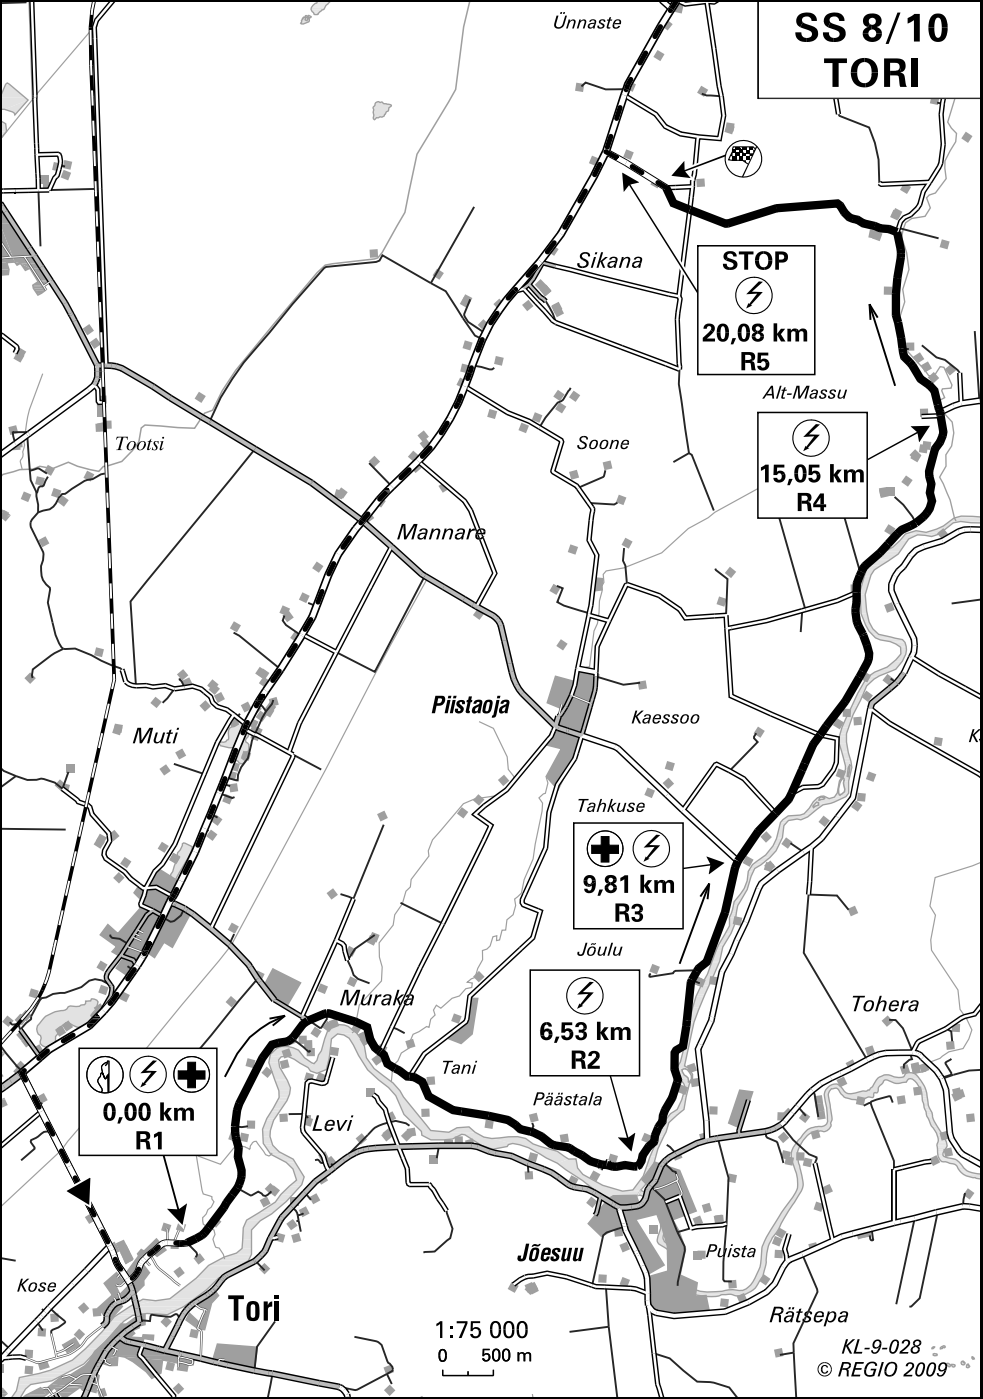 Ünnaste
SS 8/10
TORI
Sikana
STOP
20,08 km
R5
Alt-Massu
15,05 km
R4
Tootsi
Soone
Mannare
Piistaoja
Kaessoo
Muti
K
Tahkuse
9,81 km
R3
Jõulu
Muraka
6,53 km
R2
Tohera
Tani
Päästala
0,00 km
R1
Levi
Jõesuu
Puista
Kose
Tori
Rätsepa
1:75 000
0 500 m
KL-9-028
© REGIO 2009